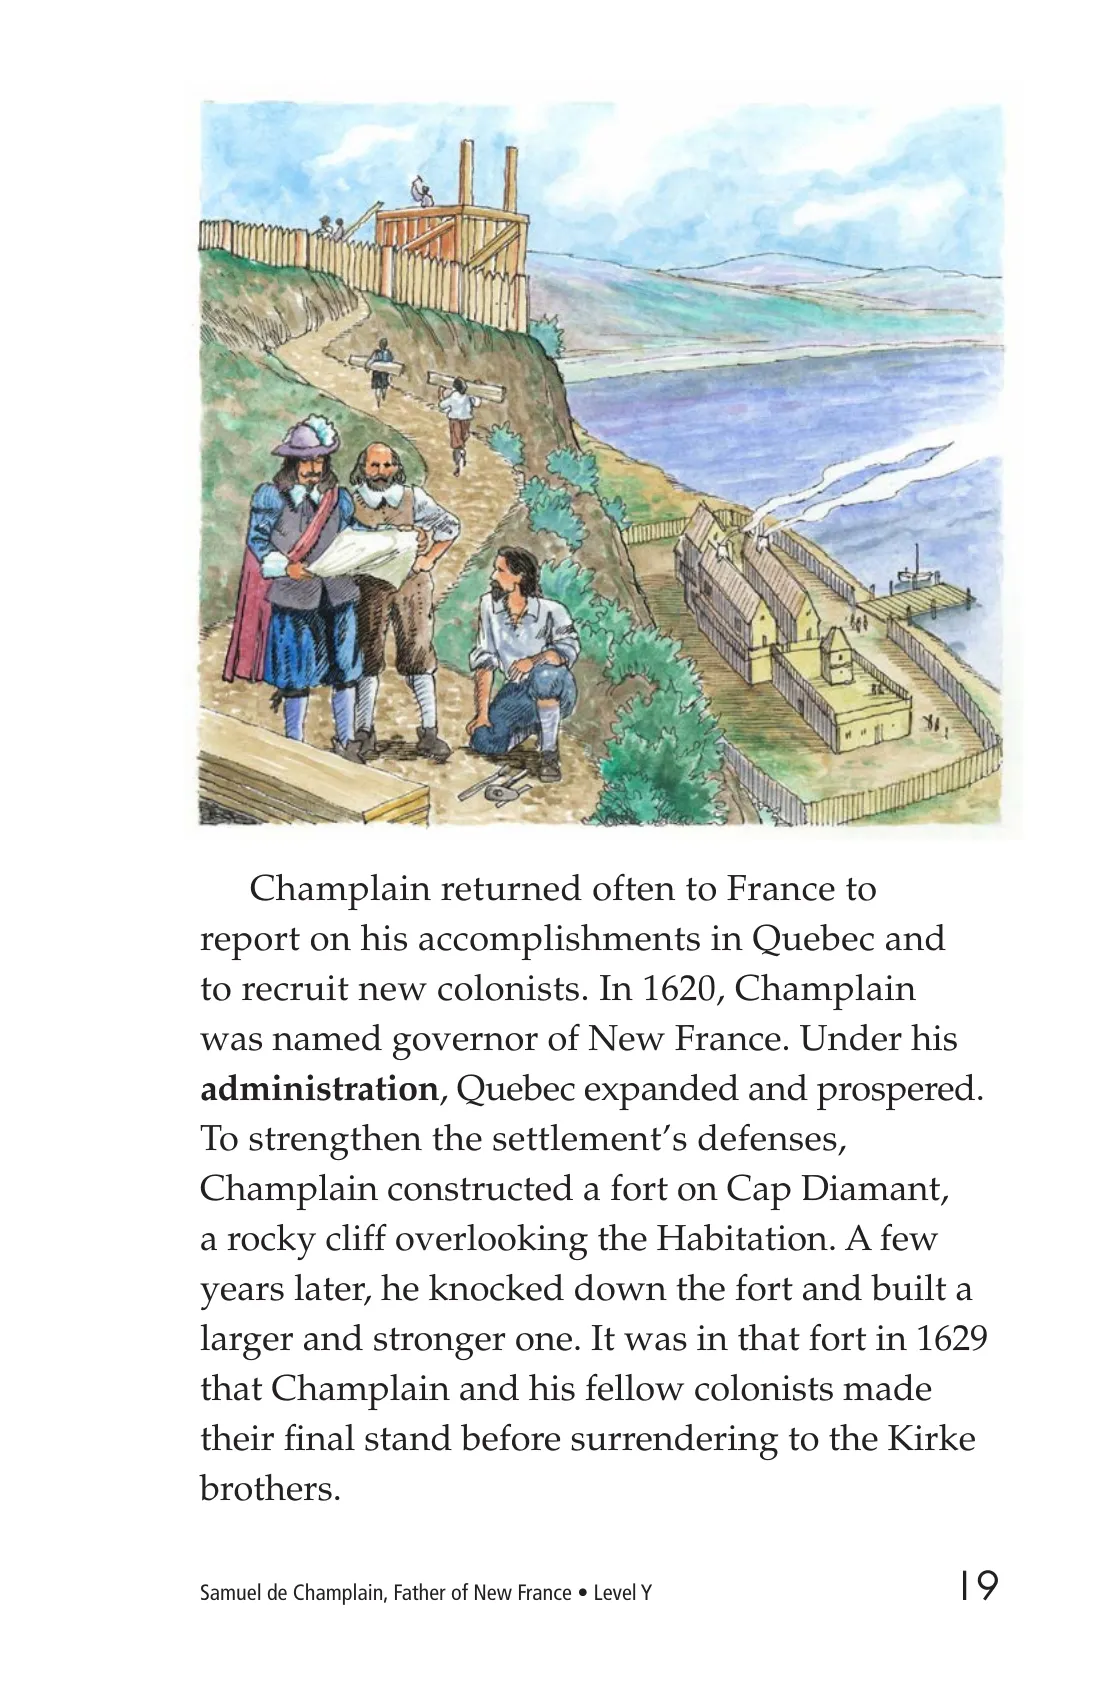 Champlain returned often to France to
report on his accomplishments in Quebec and
to recruit new colonists. In 1620, Champlain
was named governor of New France. Under his
administration, Quebec expanded and prospered.
To strengthen the settlement’s defenses,
Champlain constructed a fort on Cap Diamant,
a rocky cliff overlooking the Habitation. A few
years later, he knocked down the fort and built a
larger and stronger one. It was in that fort in 1629
that Champlain and his fellow colonists made
their final stand before surrendering to the Kirke
brothers.
Samuel de Champlain, Father of New France • Level Y 19